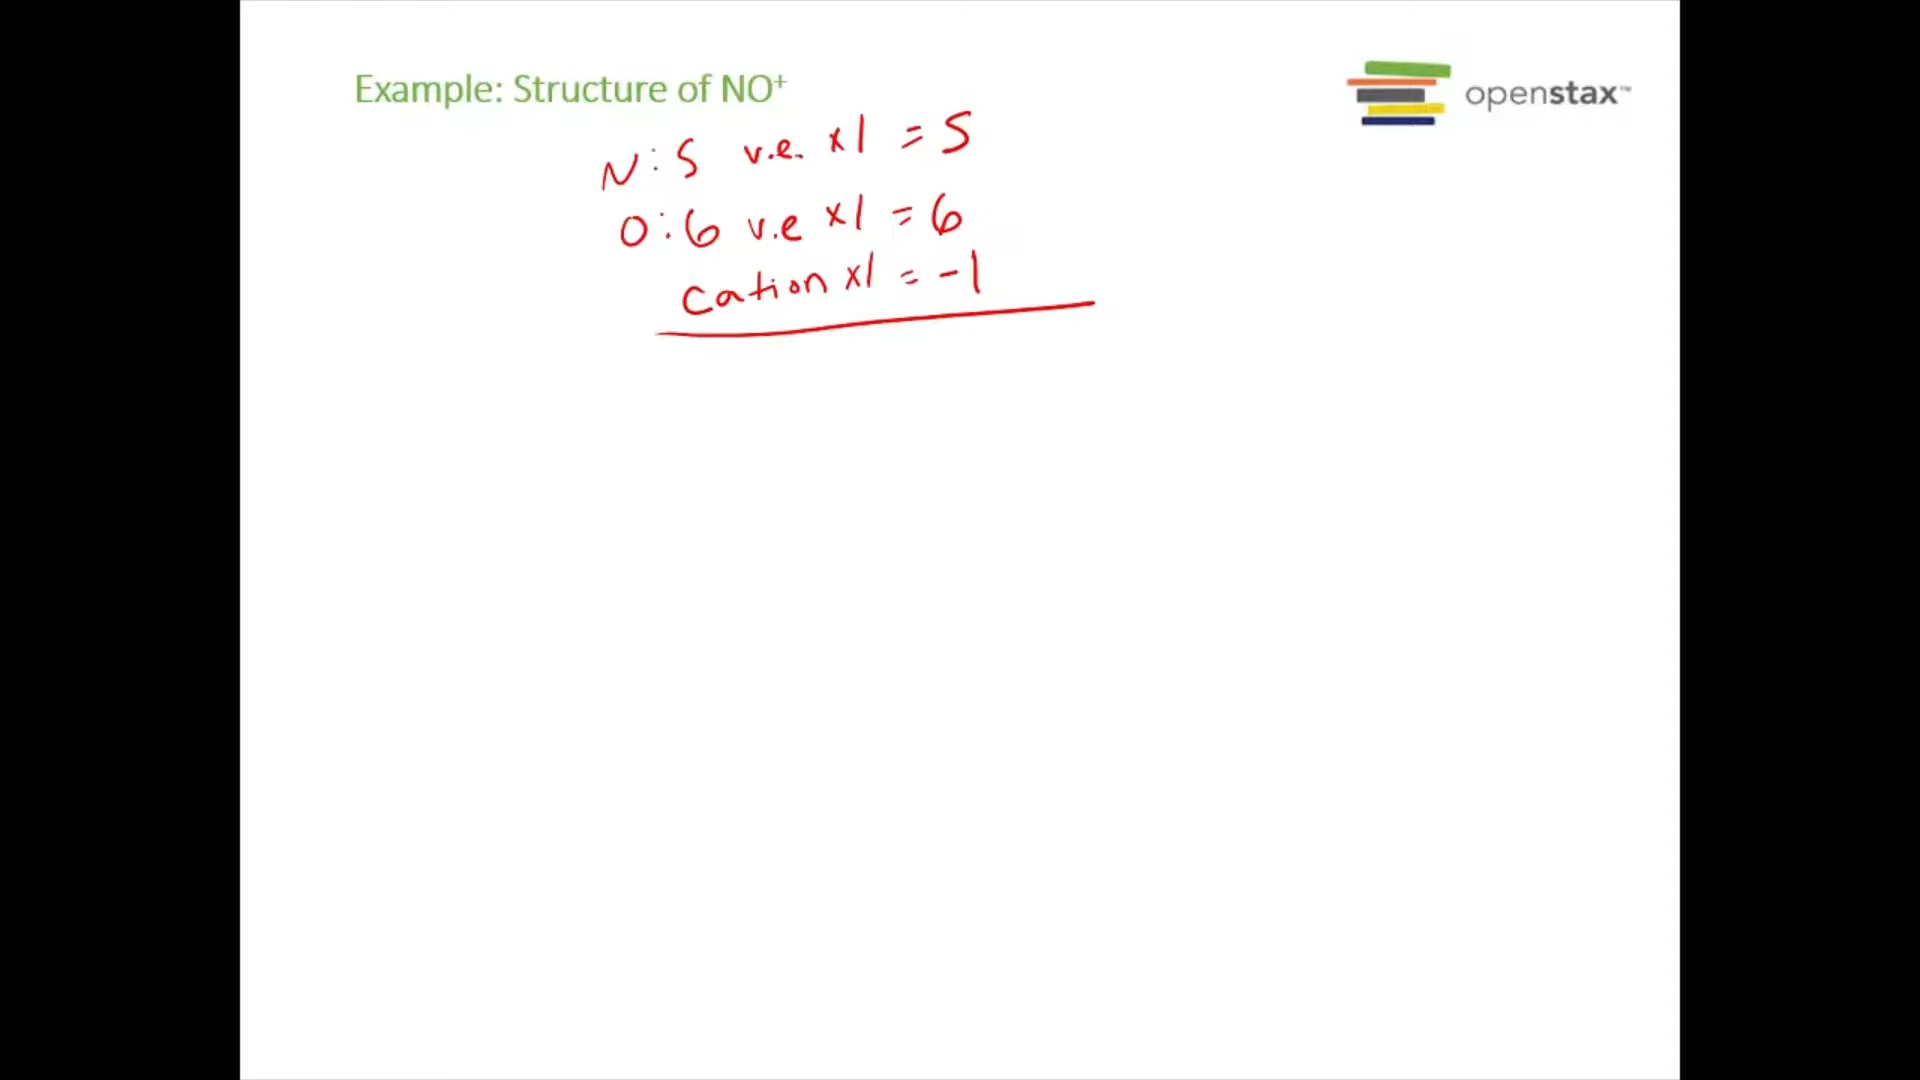 Example: Structure of NO⁺
openstax™
N: 5 v.e. x1 = 5
O: 6 v.e x1 = 6
cation x1 = -1